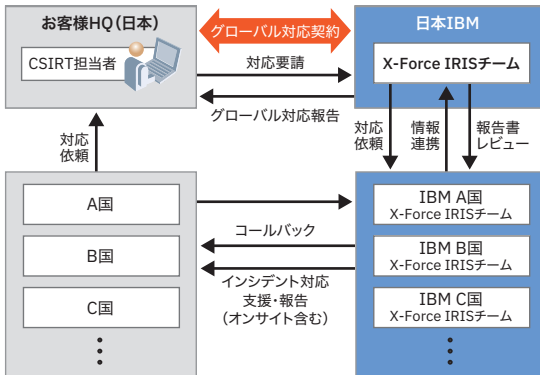 お客様HQ（日本）
グローバル対応契約
日本IBM
CSIRT担当者
対応要請
X-Force IRISチーム
グローバル対応報告
対応
依頼
対応
依頼
情報
連携
報告書
レビュー
A国
IBM A国
X-Force IRISチーム
コールバック
B国
IBM B国
X-Force IRISチーム
インシデント対応
支援・報告
（オンサイト含む）
C国
IBM C国
X-Force IRISチーム